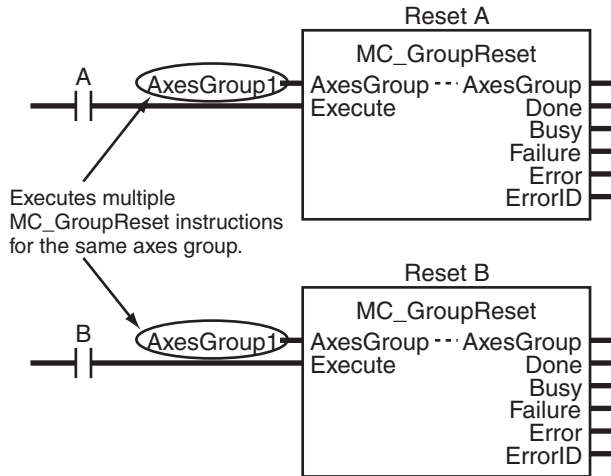 Reset A
MC_GroupReset
A
AxesGroup1
AxesGroup --- AxesGroup
Execute
Done
Busy
Failure
Error
ErrorID
Executes multiple
MC_GroupReset instructions
for the same axes group.
Reset B
MC_GroupReset
B
AxesGroup1
AxesGroup --- AxesGroup
Execute
Done
Busy
Failure
Error
ErrorID